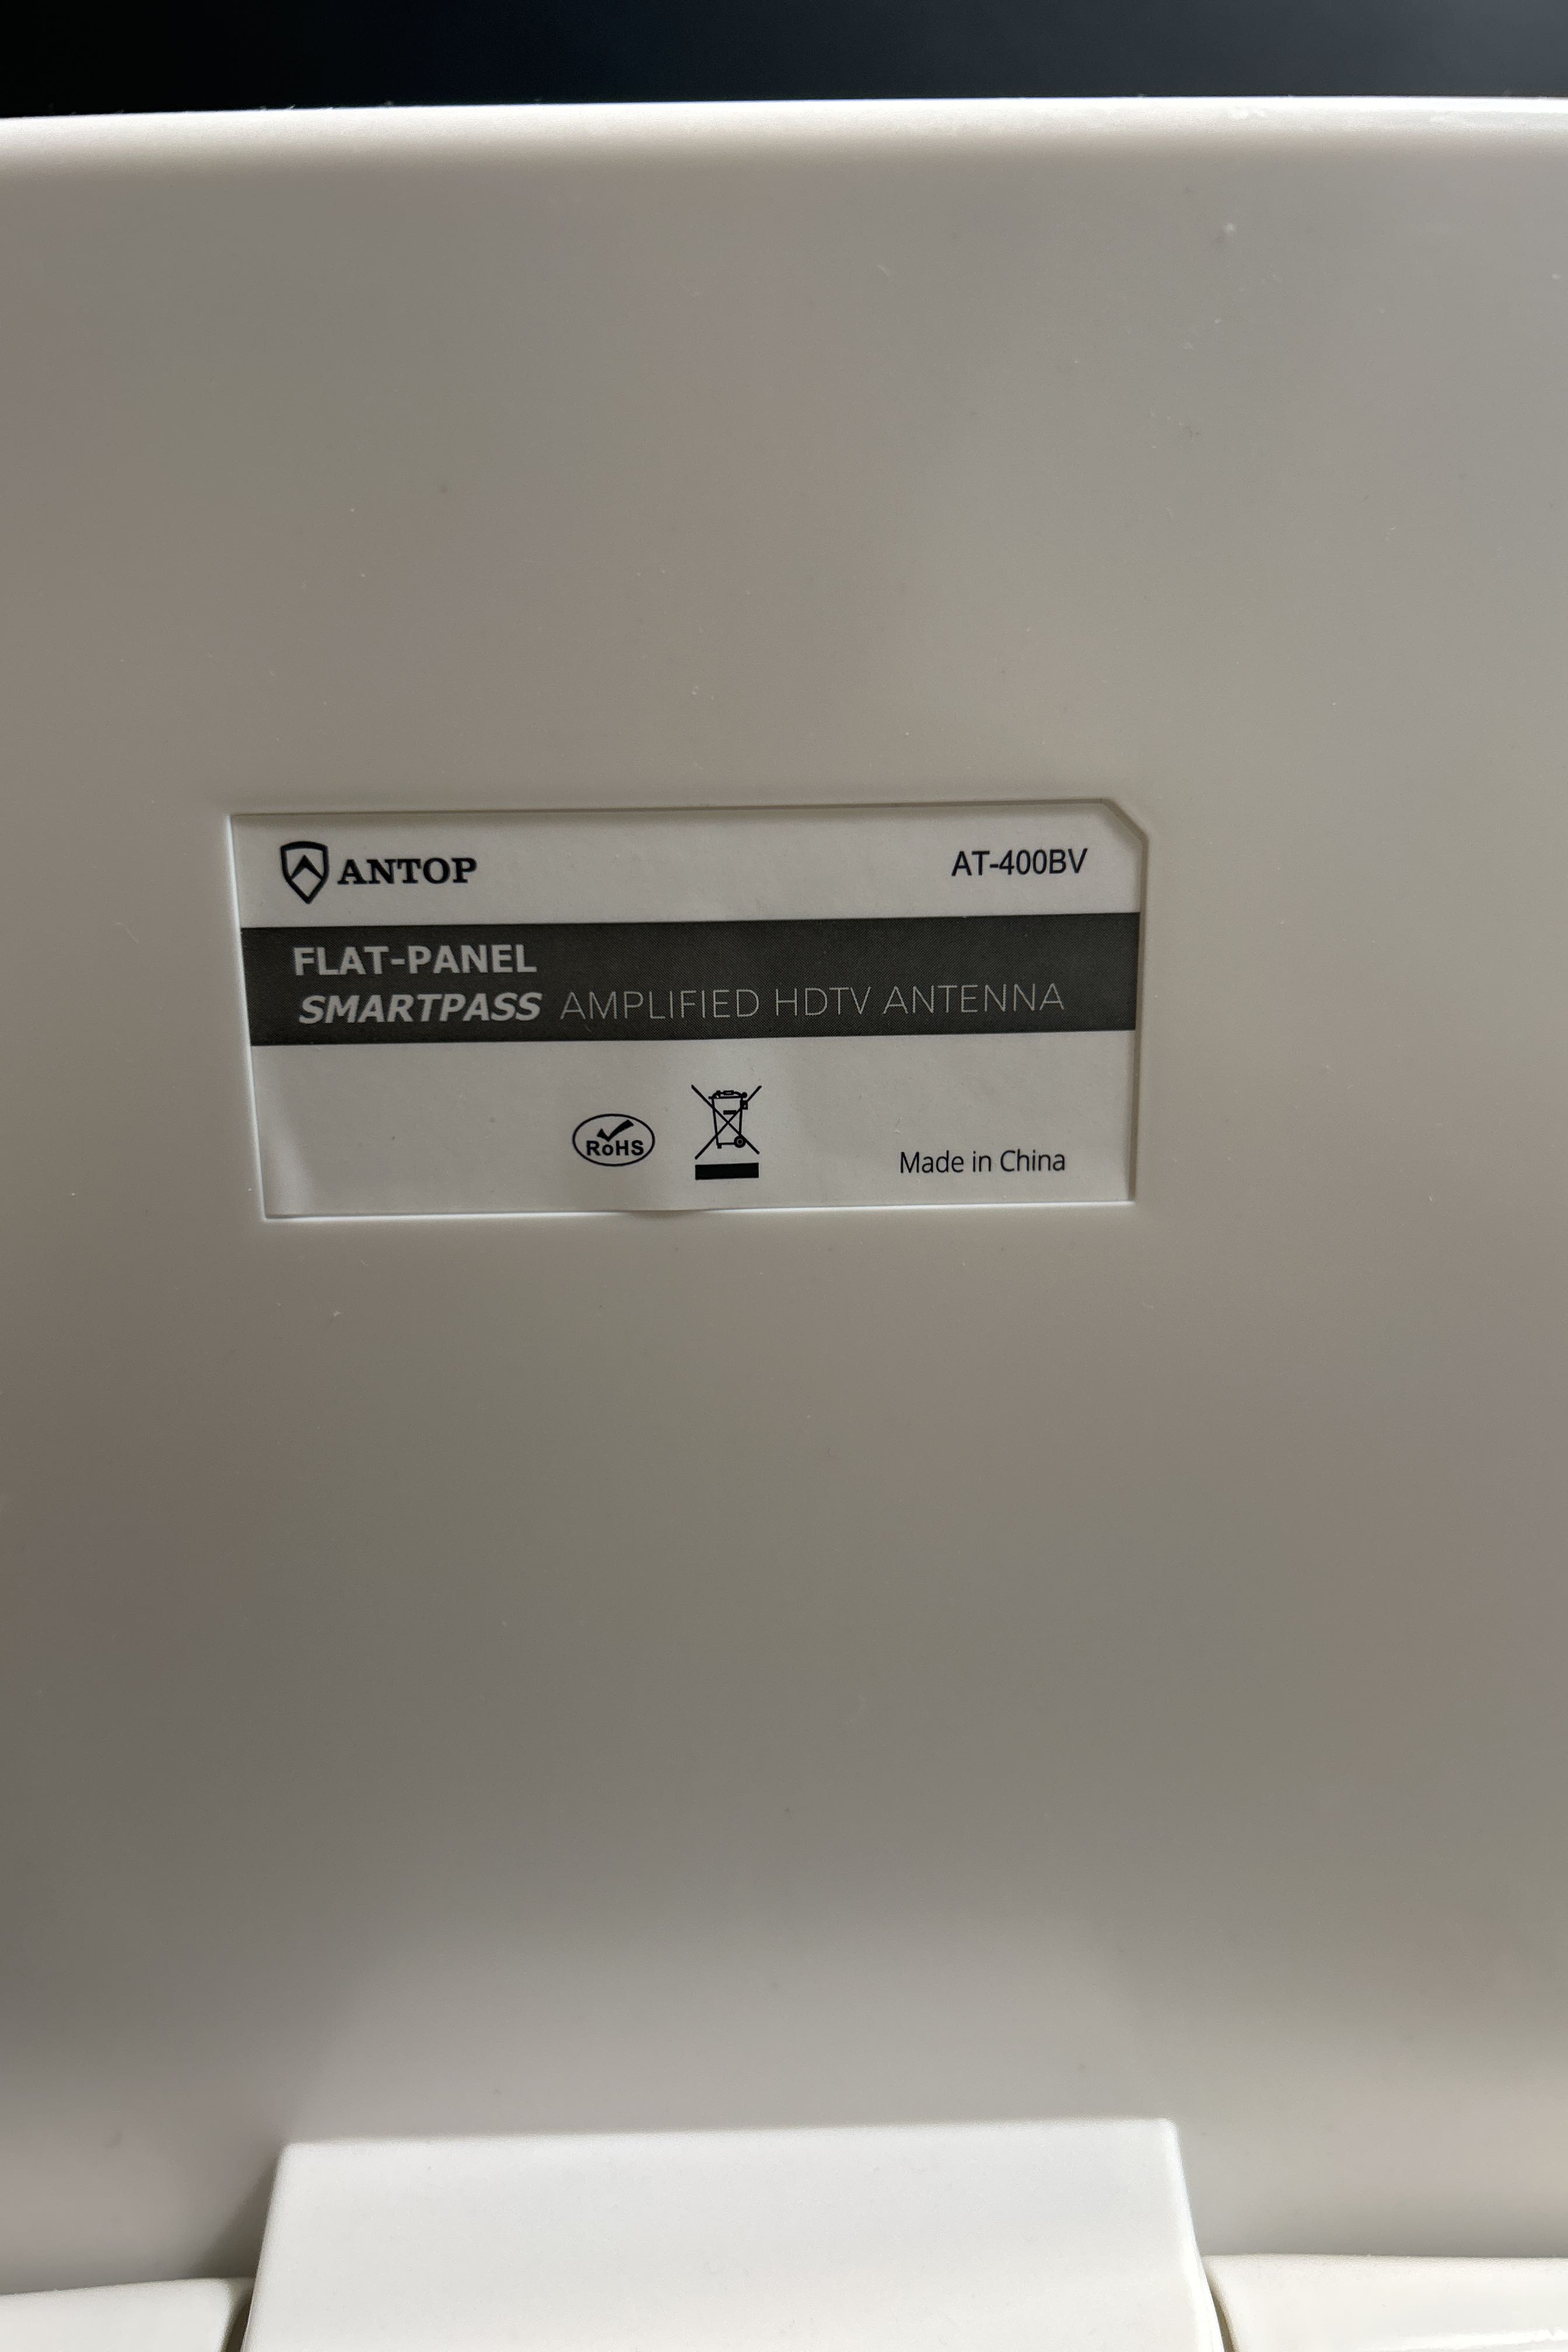 ANTOP
AT-400BV
FLAT-PANEL
SMARTPASS AMPLIFIED HDTV ANTENNA
RoHS
Made in China